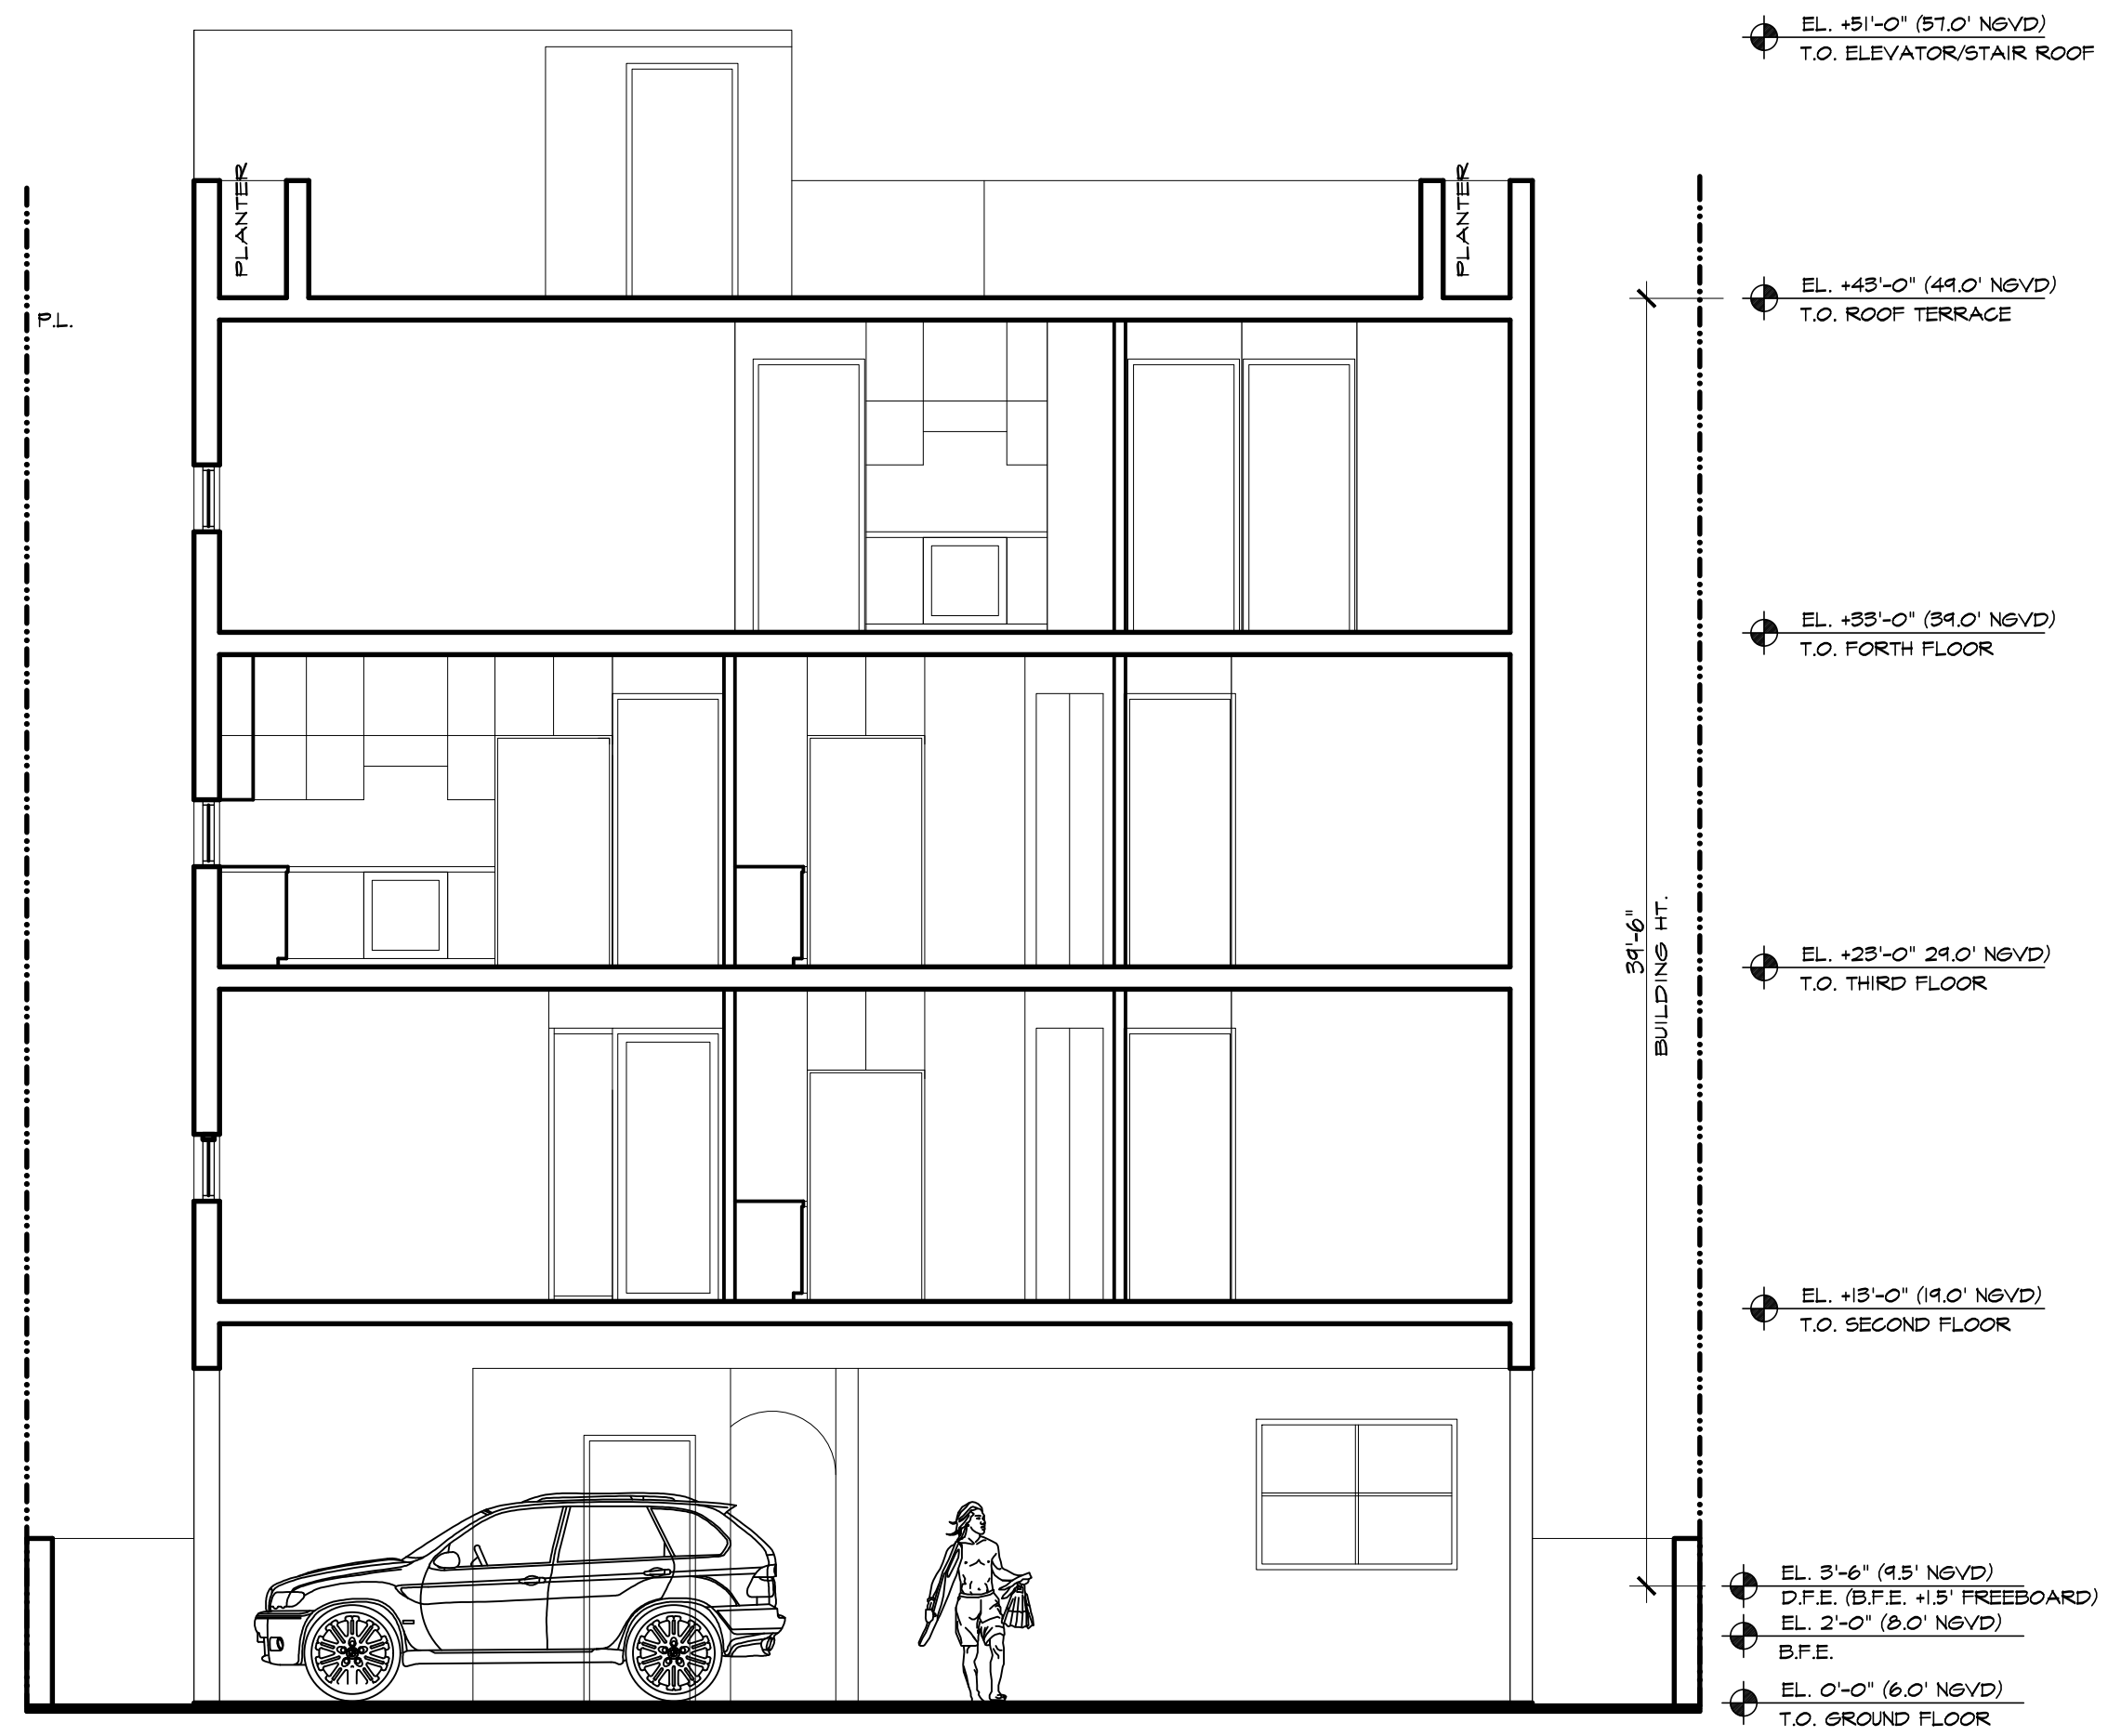 EL. +51'-0" (57.0' NGVD)
T.O. ELEVATOR/STAIR ROOF
PLANTER
PLANTER
EL. +43'-0" (49.0' NGVD)
T.O. ROOF TERRACE
P.L.
EL. +33'-0" (39.0' NGVD)
T.O. FORTH FLOOR
39'-6"
BUILDING HT.
EL. +23'-0" 29.0' NGVD)
T.O. THIRD FLOOR
EL. +13'-0" (19.0' NGVD)
T.O. SECOND FLOOR
EL. 3'-6" (9.5' NGVD)
D.F.E. (B.F.E. +1.5' FREEBOARD)
EL. 2'-0" (8.0' NGVD)
B.F.E.
EL. 0'-0" (6.0' NGVD)
T.O. GROUND FLOOR